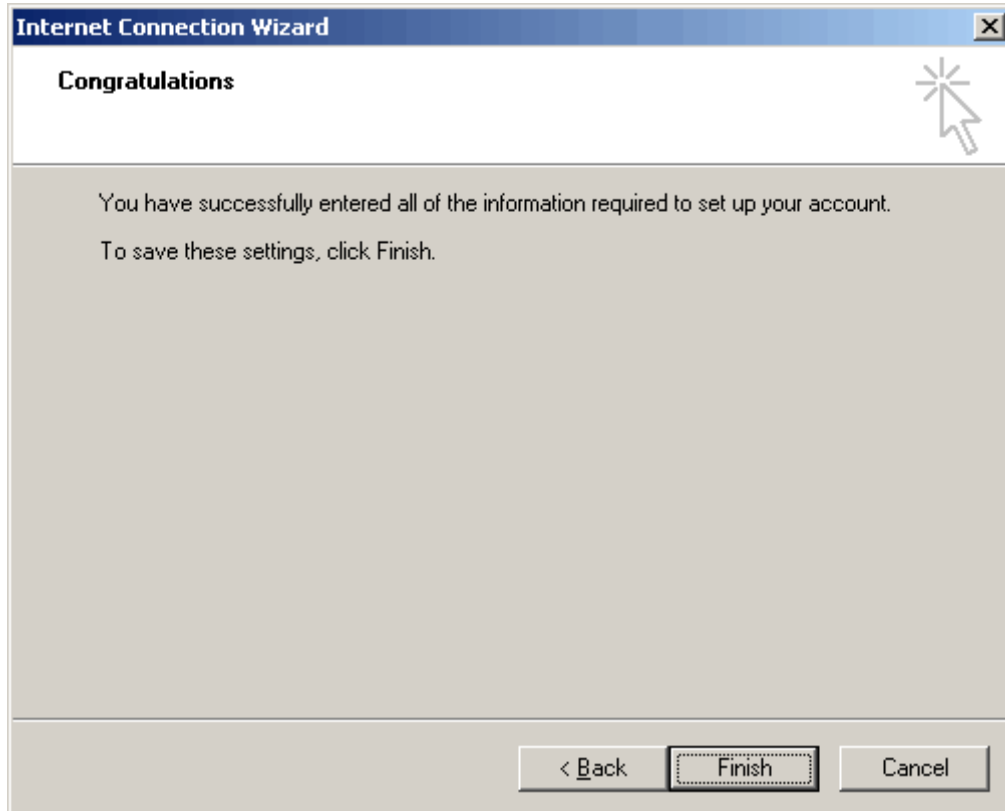 Internet Connection Wizard
Congratulations
You have successfully entered all of the information required to set up your account.
To save these settings, click Finish.
< Back
Finish
Cancel